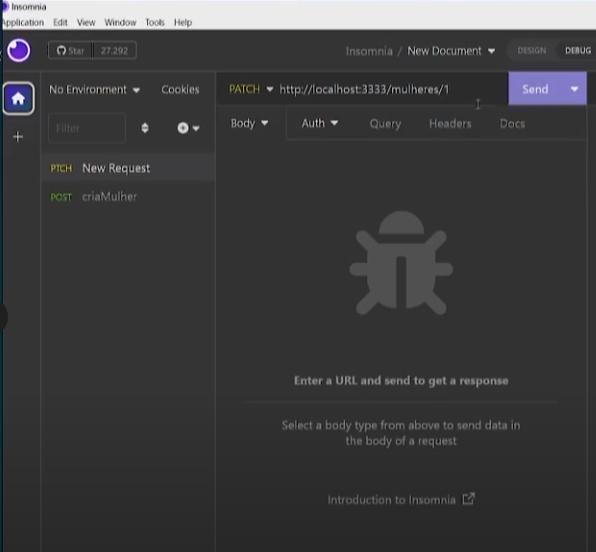 Insomnia
Application Edit View Window Tools Help
Star 27.292
Insomnia / New Document
DESIGN DEBUG
No Environment Cookies
PATCH http://localhost:3333/mulheres/1 Send
Filter
Body Auth Query Headers Docs
PTCH New Request
POST criaMulher
Enter a URL and send to get a response
Select a body type from above to send data in
the body of a request
Introduction to Insomnia